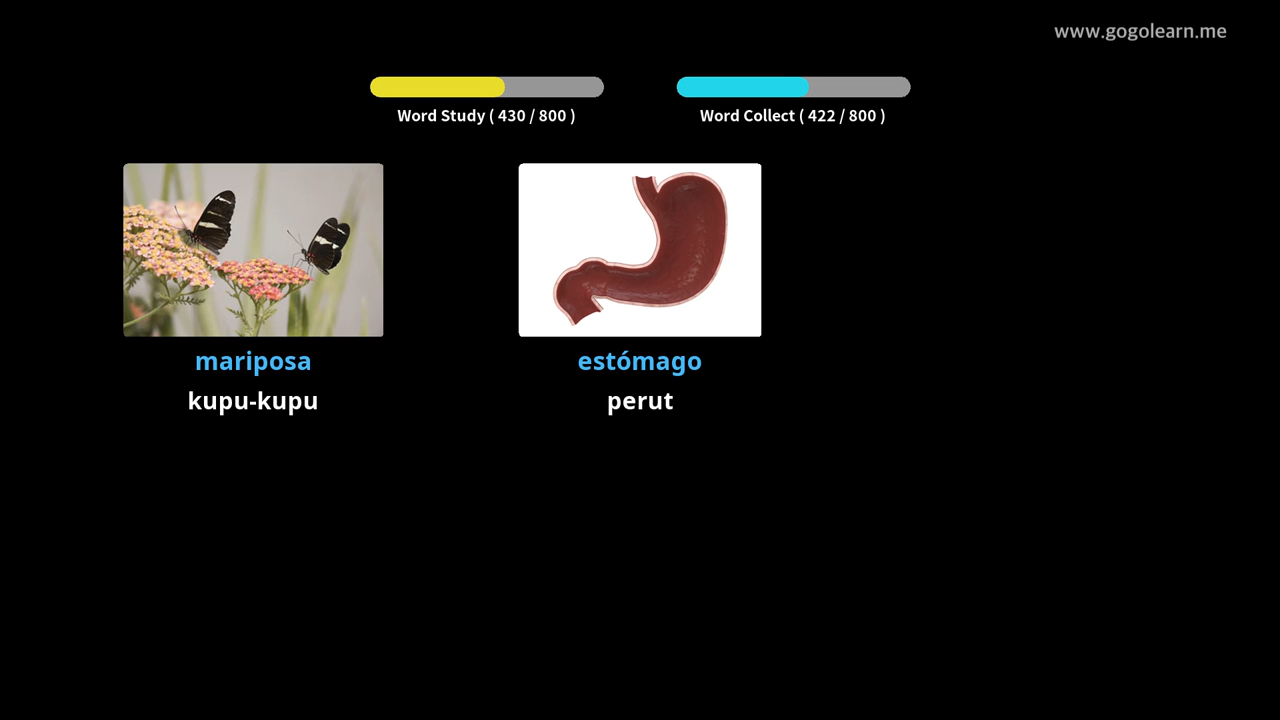 www.gogolearn.me
Word Study ( 430 / 800 )
Word Collect ( 422 / 800 )
mariposa
kupu-kupu
estómago
perut